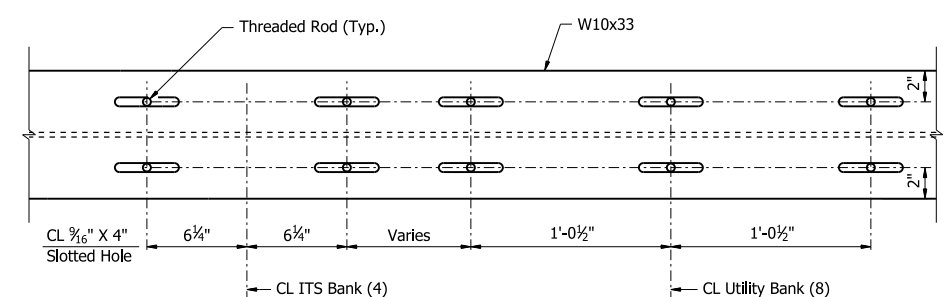 Threaded Rod (Typ.)
W10x33
2"
2"
CL 9/16" X 4"
Slotted Hole
6¼"
6¼"
Varies
1'-0½"
1'-0½"
CL ITS Bank (4)
CL Utility Bank (8)